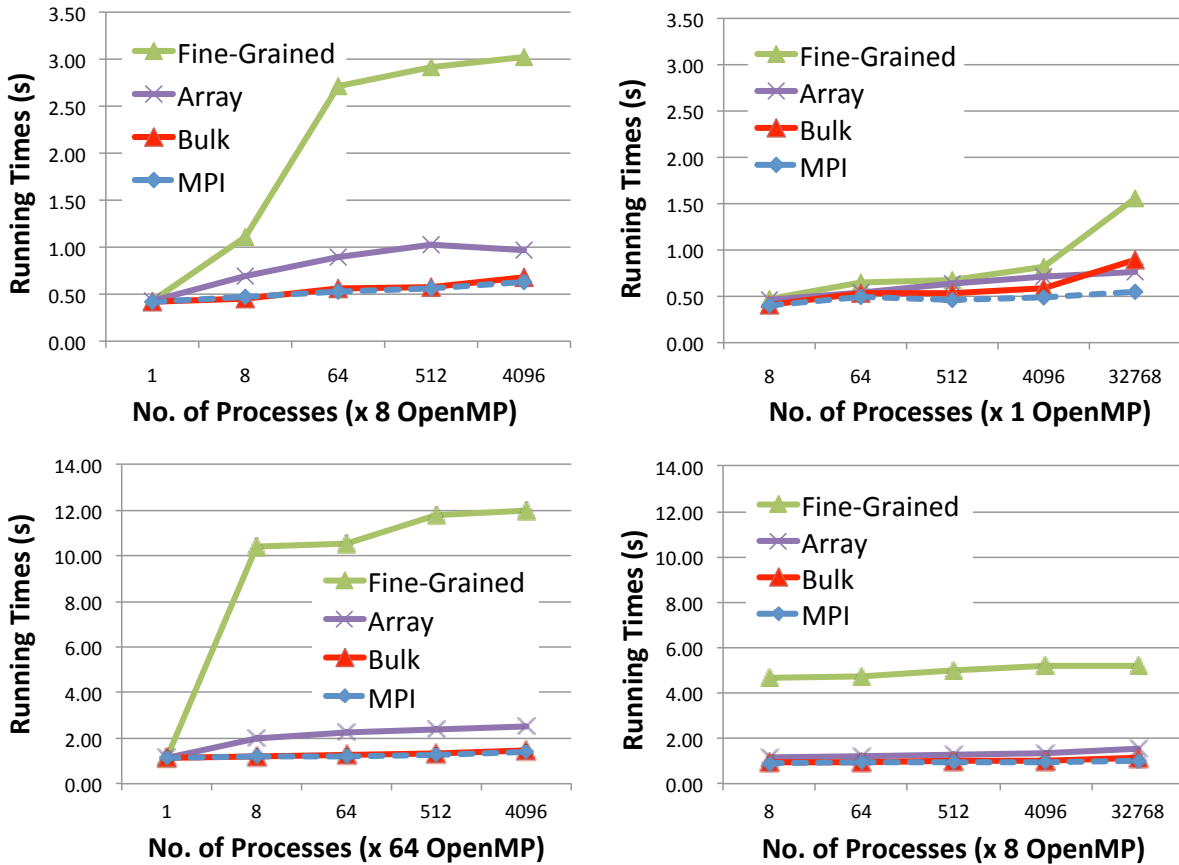 3.50
3.00
2.50
2.00
1.50
1.00
0.50
0.00
Running Times (s)
Fine-Grained
Array
Bulk
MPI
1 8 64 512 4096
No. of Processes (x 8 OpenMP)
3.50
3.00
2.50
2.00
1.50
1.00
0.50
0.00
Running Times (s)
Fine-Grained
Array
Bulk
MPI
8 64 512 4096 32768
No. of Processes (x 1 OpenMP)
14.00
12.00
10.00
8.00
6.00
4.00
2.00
0.00
Running Times (s)
Fine-Grained
Array
Bulk
MPI
1 8 64 512 4096
No. of Processes (x 64 OpenMP)
14.00
12.00
10.00
8.00
6.00
4.00
2.00
0.00
Running Times (s)
Fine-Grained
Array
Bulk
MPI
8 64 512 4096 32768
No. of Processes (x 8 OpenMP)